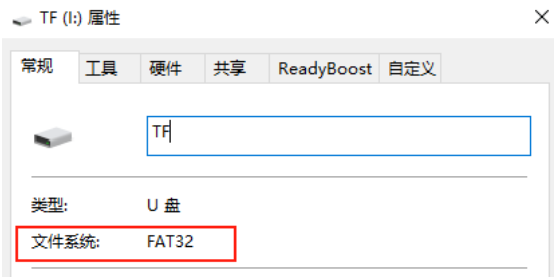 TF (I:) 属性
常规 工具 硬件 共享 ReadyBoost 自定义
TF
类型: U 盘
文件系统: FAT32